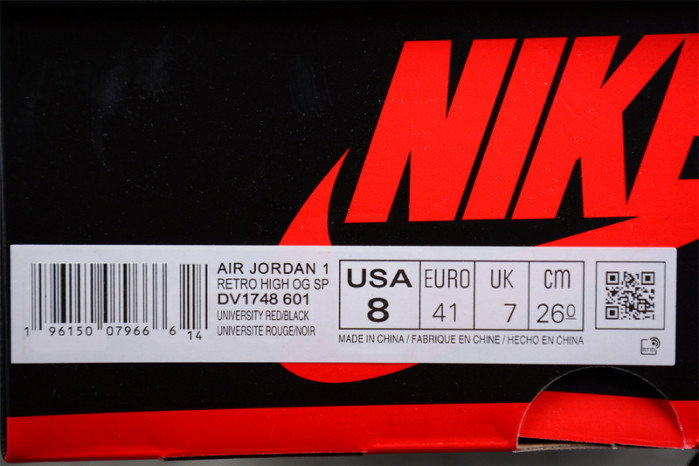 NIKE
AIR JORDAN 1
RETRO HIGH OG SP
DV1748 601
UNIVERSITY RED/BLACK
UNIVERSITE ROUGE/NOIR
1 96150 07966 6 14
USA EURO UK cm
8 41 7 26.0
MADE IN CHINA / FABRIQUE EN CHINE / HECHO EN CHINA